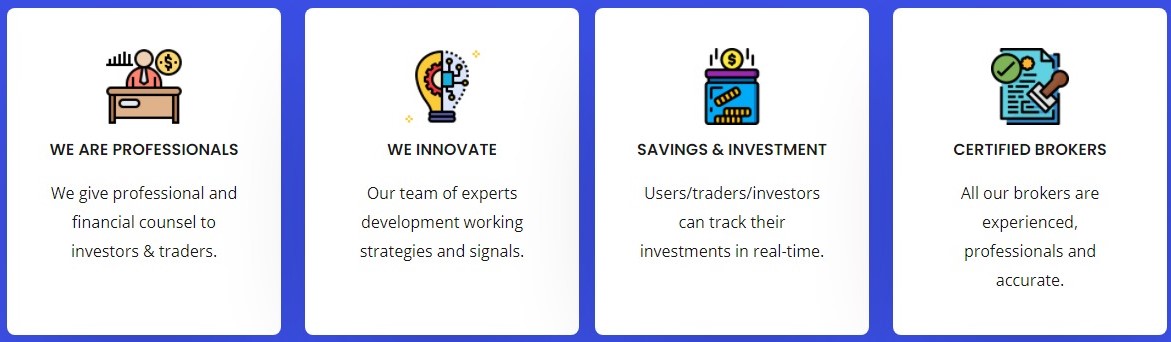 WE ARE PROFESSIONALS
We give professional and
financial counsel to
investors & traders.
WE INNOVATE
Our team of experts
development working
strategies and signals.
SAVINGS & INVESTMENT
Users/traders/investors
can track their
investments in real-time.
CERTIFIED BROKERS
All our brokers are
experienced,
professionals and
accurate.